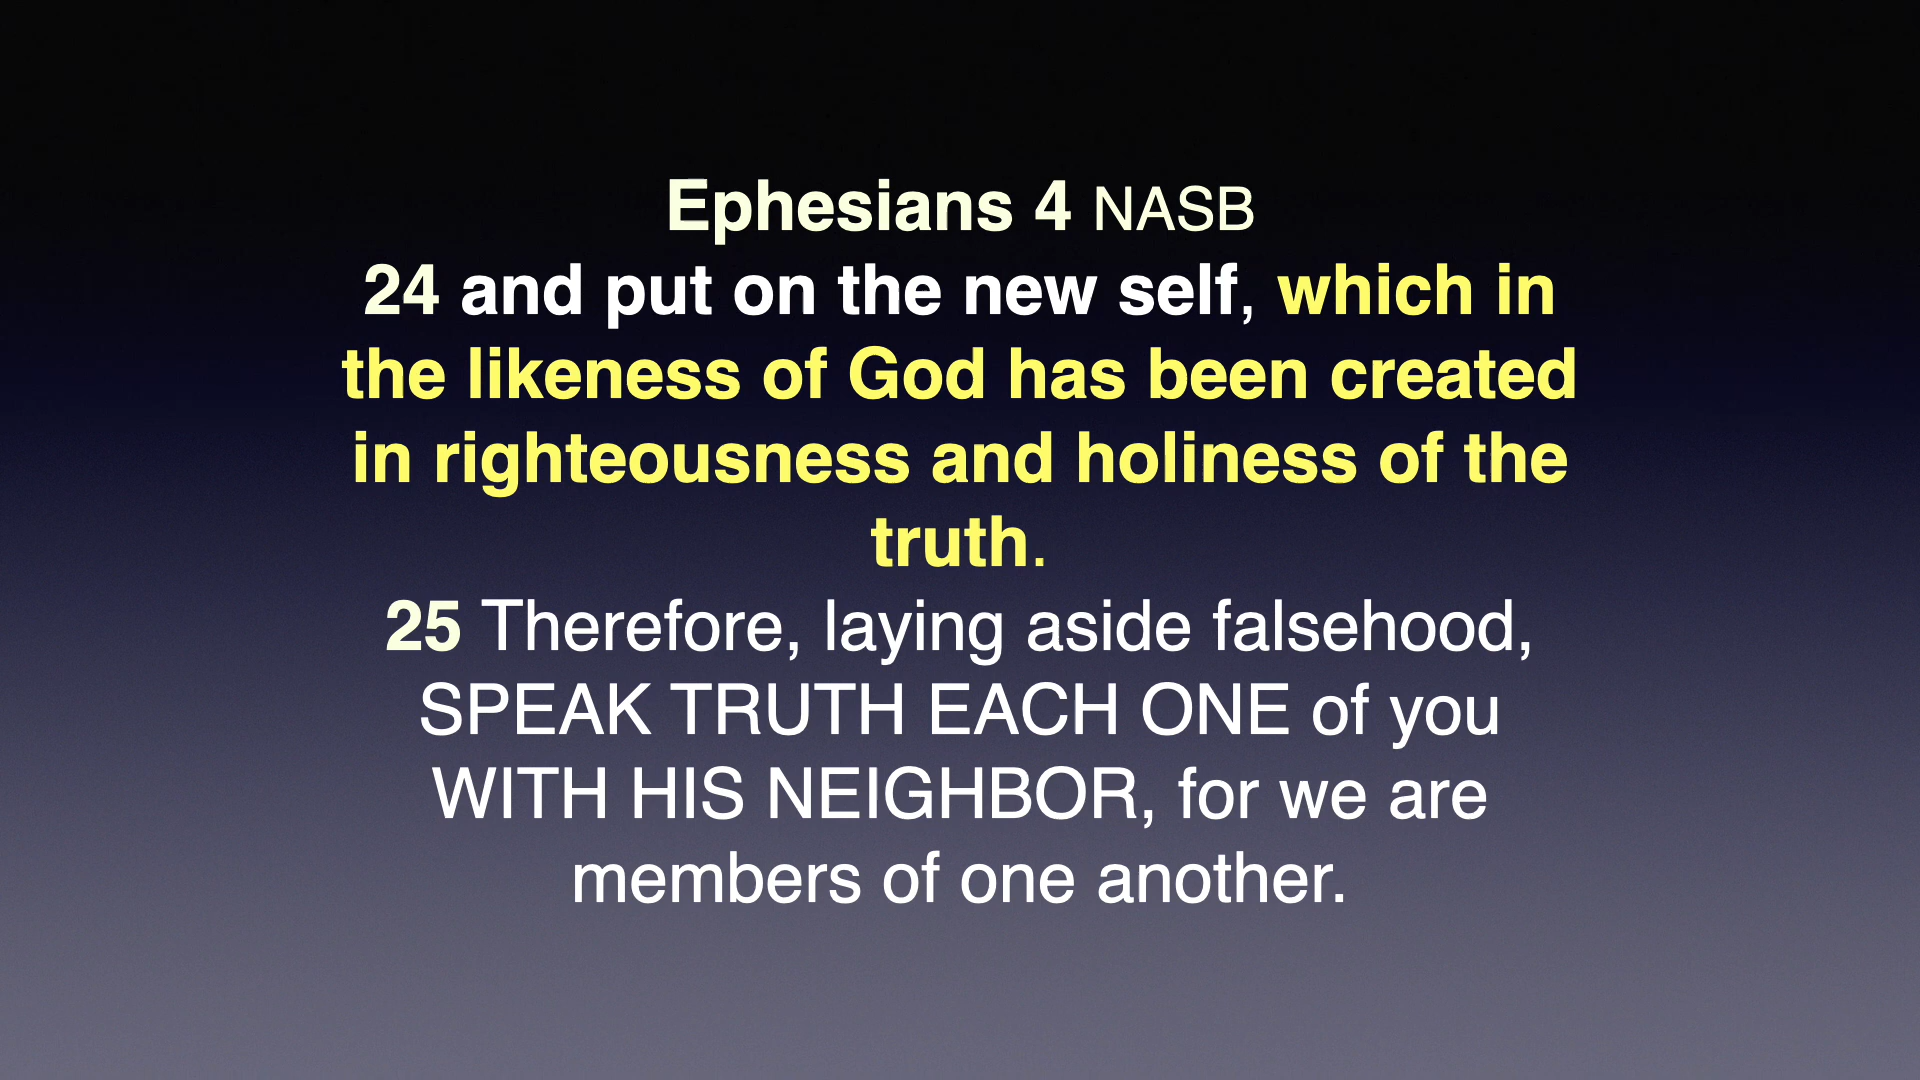 Ephesians 4 NASB
24 and put on the new self, which in
the likeness of God has been created
in righteousness and holiness of the
truth.
25 Therefore, laying aside falsehood,
SPEAK TRUTH EACH ONE of you
WITH HIS NEIGHBOR, for we are
members of one another.